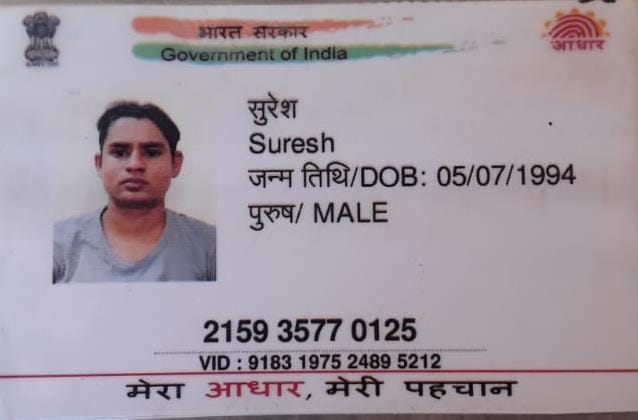 भारत सरकार
Government of India
आधार
सुरेश
Suresh
जन्म तिथि/DOB: 05/07/1994
पुरुष/ MALE
2159 3577 0125
VID : 9183 1975 2489 5212
मेरा आधार, मेरी पहचान